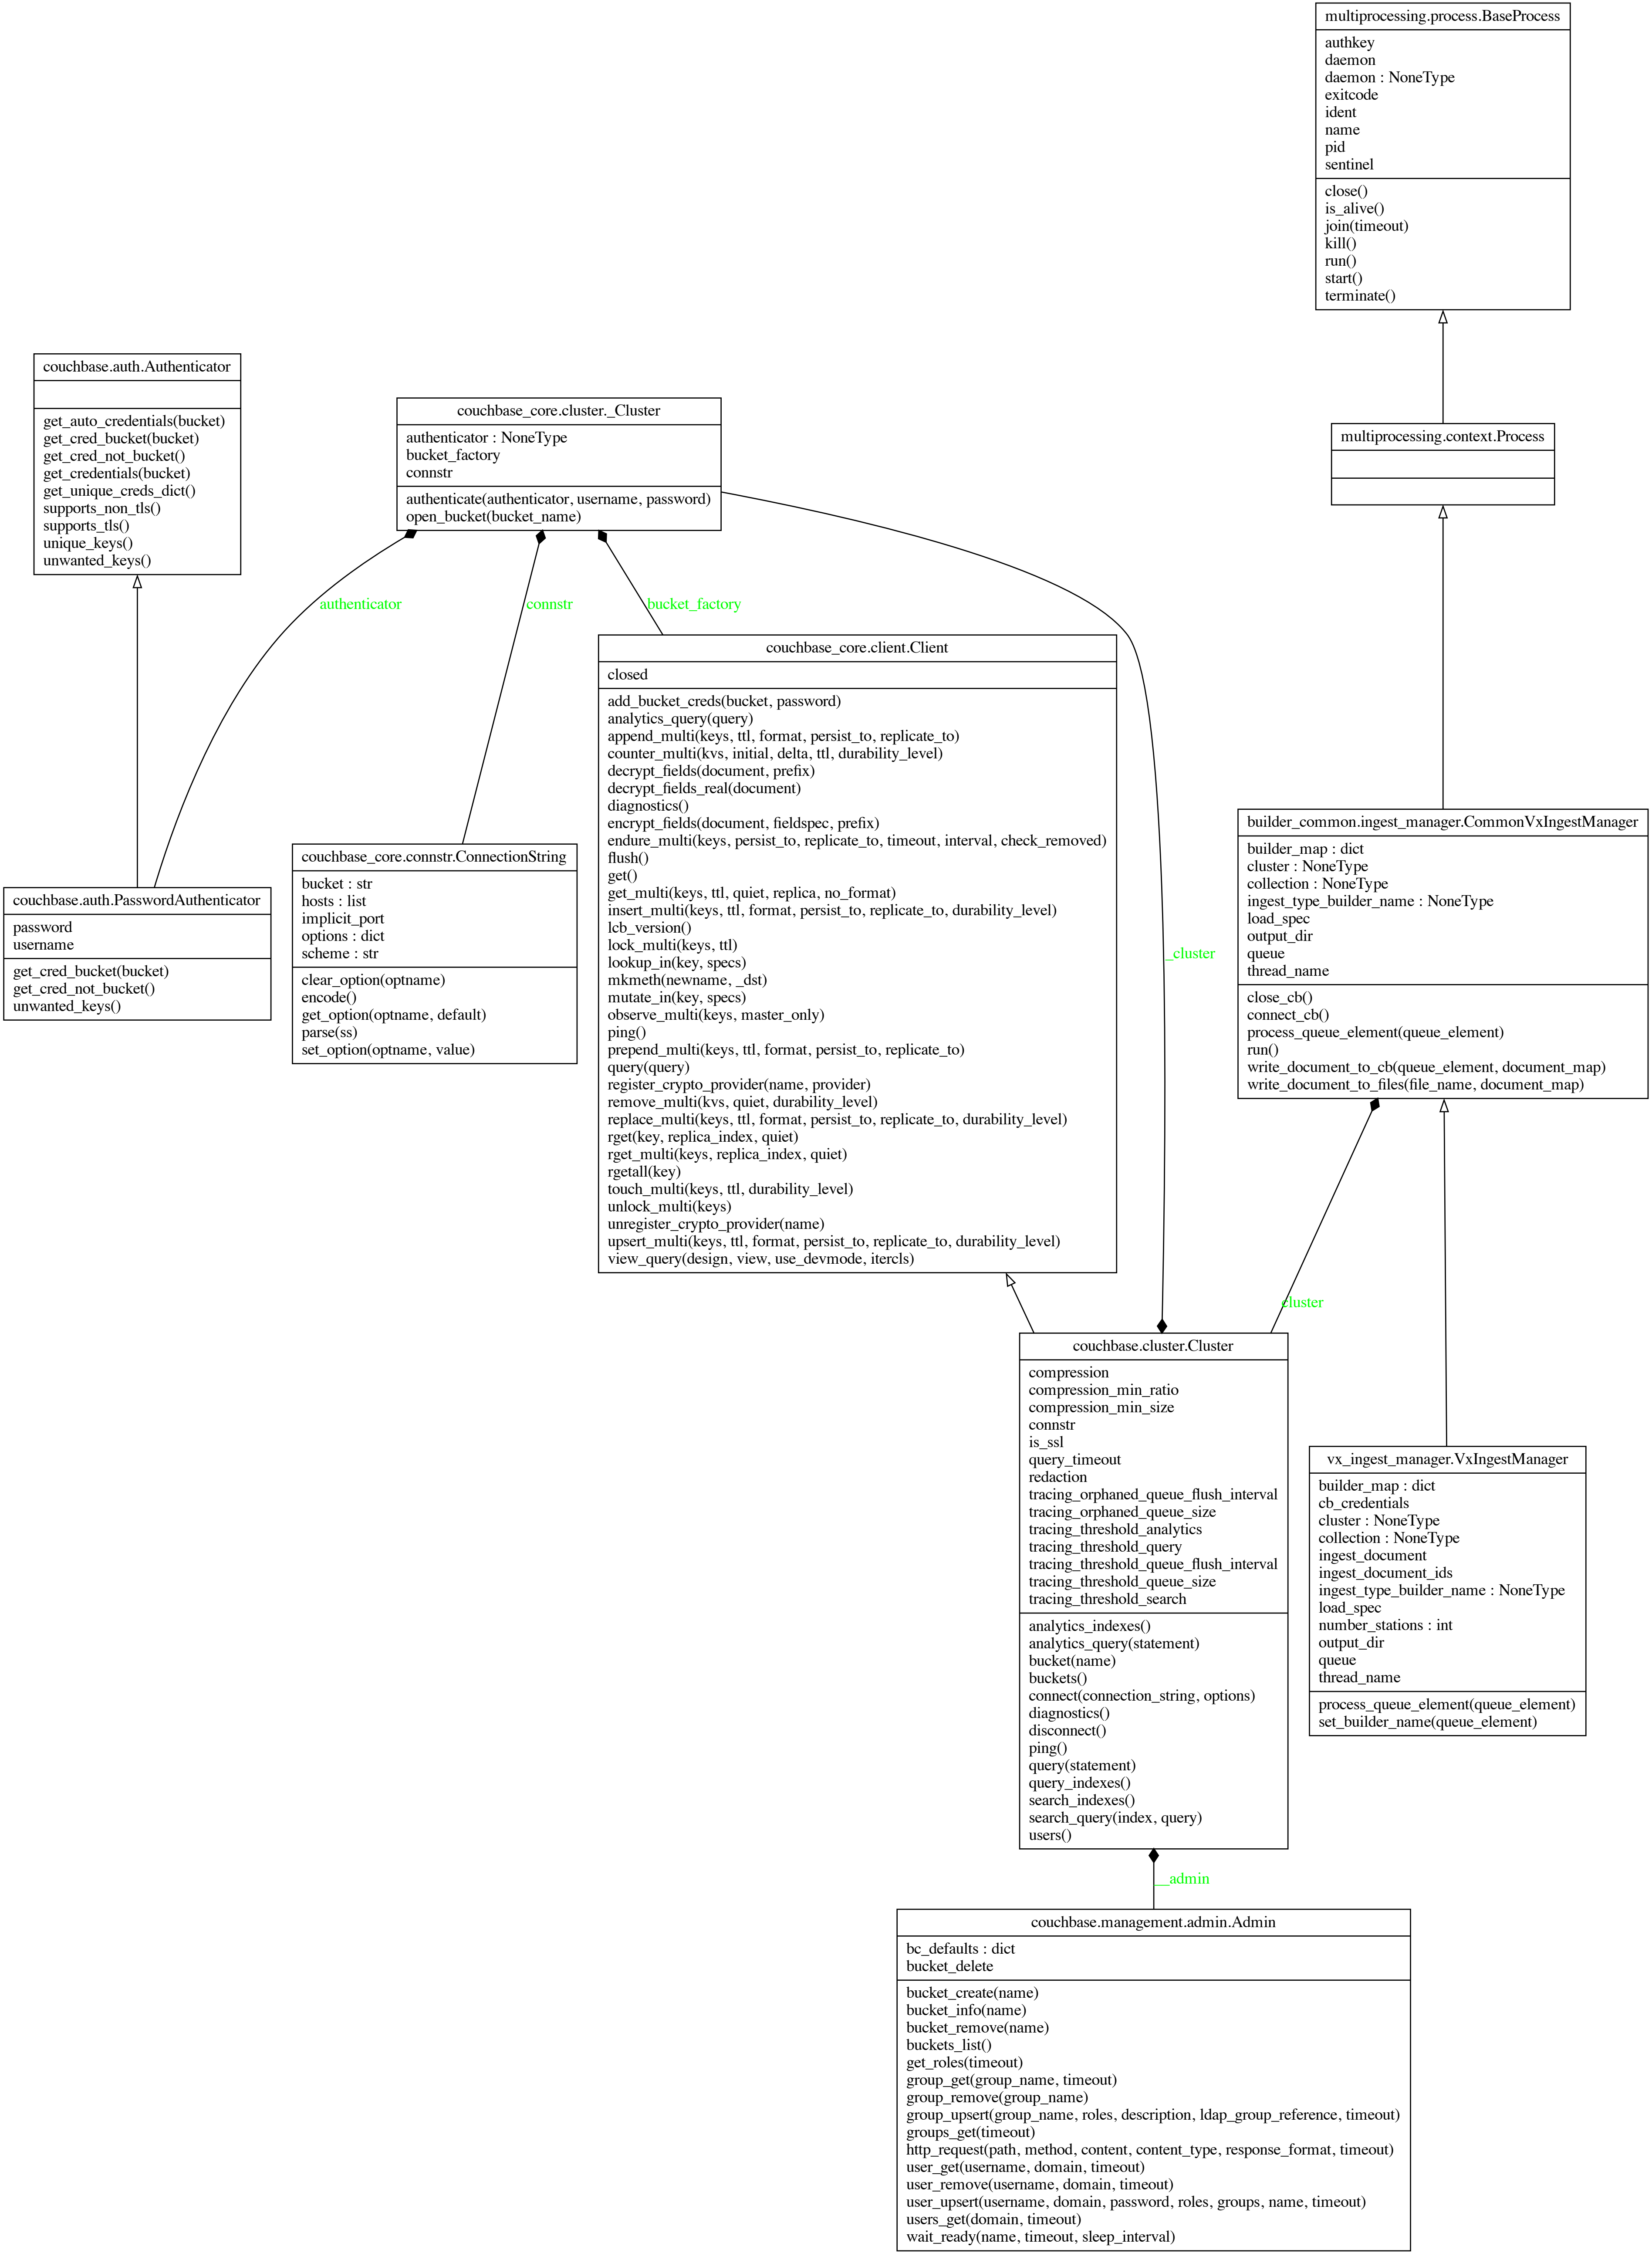 multiprocessing.process.BaseProcess
authkey
daemon
daemon : NoneType
exitcode
ident
name
pid
sentinel
close()
is_alive()
join(timeout)
kill()
run()
start()
terminate()
couchbase.auth.Authenticator
get_auto_credentials(bucket)
get_cred_bucket(bucket)
get_cred_not_bucket()
get_credentials(bucket)
get_unique_creds_dict()
supports_non_tls()
supports_tls()
unique_keys()
unwanted_keys()
couchbase_core.cluster._Cluster
authenticator : NoneType
bucket_factory
connstr
authenticate(authenticator, username, password)
open_bucket(bucket_name)
multiprocessing.context.Process
authenticator
connstr
bucket_factory
couchbase_core.client.Client
closed
add_bucket_creds(bucket, password)
analytics_query(query)
append_multi(keys, ttl, format, persist_to, replicate_to)
counter_multi(kvs, initial, delta, ttl, durability_level)
decrypt_fields(document, prefix)
decrypt_fields_real(document)
diagnostics()
encrypt_fields(document, fieldspec, prefix)
endure_multi(keys, persist_to, replicate_to, timeout, interval, check_removed)
flush()
get()
get_multi(keys, ttl, quiet, replica, no_format)
insert_multi(keys, ttl, format, persist_to, replicate_to, durability_level)
lcb_version()
lock_multi(keys, ttl)
lookup_in(key, specs)
mkmeth(newname, _dst)
mutate_in(key, specs)
observe_multi(keys, master_only)
ping()
prepend_multi(keys, ttl, format, persist_to, replicate_to)
query(query)
register_crypto_provider(name, provider)
remove_multi(kvs, quiet, durability_level)
replace_multi(keys, ttl, format, persist_to, replicate_to, durability_level)
rget(key, replica_index, quiet)
rget_multi(keys, replica_index, quiet)
rgetall(key)
touch_multi(keys, ttl, durability_level)
unlock_multi(keys)
unregister_crypto_provider(name)
upsert_multi(keys, ttl, format, persist_to, replicate_to, durability_level)
view_query(design, view, use_devmode, itercls)
couchbase.auth.PasswordAuthenticator
password
username
get_cred_bucket(bucket)
get_cred_not_bucket()
unwanted_keys()
couchbase_core.connstr.ConnectionString
bucket : str
hosts : list
implicit_port
options : dict
scheme : str
clear_option(optname)
encode()
get_option(optname, default)
parse(ss)
set_option(optname, value)
_cluster
builder_common.ingest_manager.CommonVxIngestManager
builder_map : dict
cluster : NoneType
collection : NoneType
ingest_type_builder_name : NoneType
load_spec
output_dir
queue
thread_name
close_cb()
connect_cb()
process_queue_element(queue_element)
run()
write_document_to_cb(queue_element, document_map)
write_document_to_files(file_name, document_map)
cluster
couchbase.cluster.Cluster
compression
compression_min_ratio
compression_min_size
connstr
is_ssl
query_timeout
redaction
tracing_orphaned_queue_flush_interval
tracing_orphaned_queue_size
tracing_threshold_analytics
tracing_threshold_query
tracing_threshold_queue_flush_interval
tracing_threshold_queue_size
tracing_threshold_search
analytics_indexes()
analytics_query(statement)
bucket(name)
buckets()
connect(connection_string, options)
diagnostics()
disconnect()
ping()
query(statement)
query_indexes()
search_indexes()
search_query(index, query)
users()
vx_ingest_manager.VxIngestManager
builder_map : dict
cb_credentials
cluster : NoneType
collection : NoneType
ingest_document
ingest_document_ids
ingest_type_builder_name : NoneType
load_spec
number_stations : int
output_dir
queue
thread_name
process_queue_element(queue_element)
set_builder_name(queue_element)
__admin
couchbase.management.admin.Admin
bc_defaults : dict
bucket_delete
bucket_create(name)
bucket_info(name)
bucket_remove(name)
buckets_list()
get_roles(timeout)
group_get(group_name, timeout)
group_remove(group_name)
group_upsert(group_name, roles, description, ldap_group_reference, timeout)
groups_get(timeout)
http_request(path, method, content, content_type, response_format, timeout)
user_get(username, domain, timeout)
user_remove(username, domain, timeout)
user_upsert(username, domain, password, roles, groups, name, timeout)
users_get(domain, timeout)
wait_ready(name, timeout, sleep_interval)